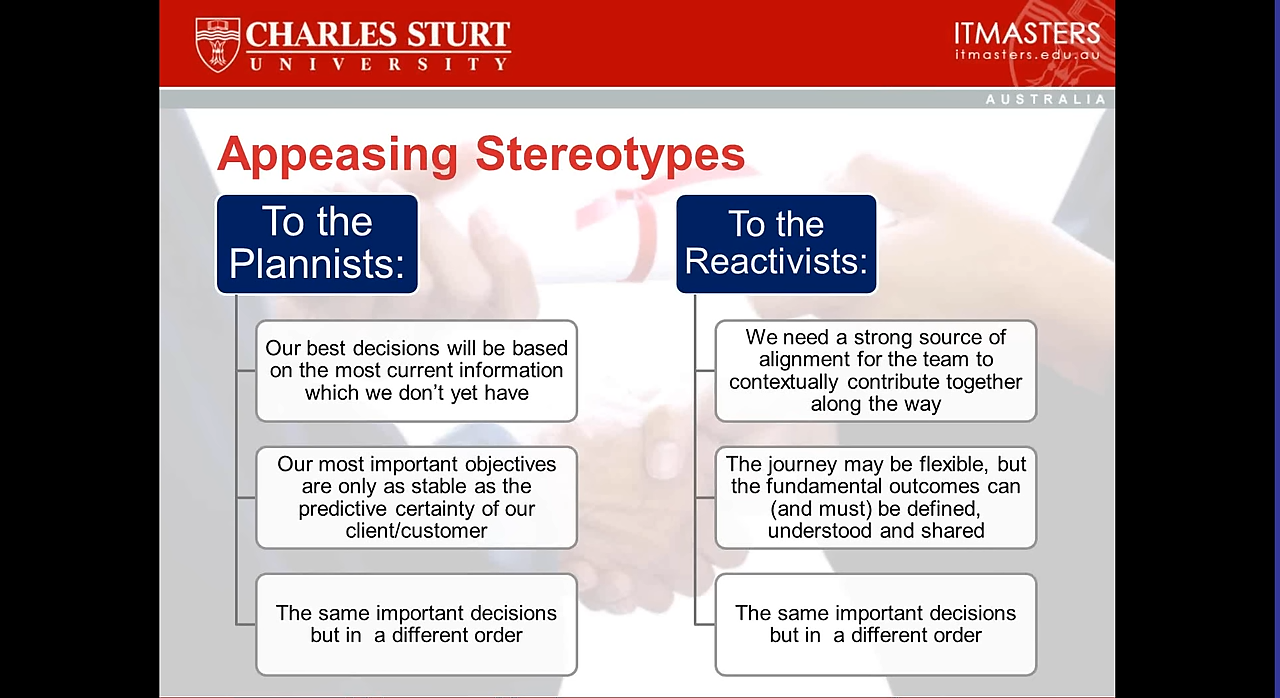 CHARLES STURT
UNIVERSITY
ITMASTERS
itmasters.edu.au
AUSTRALIA
Appeasing Stereotypes
To the
Plannists:
Our best decisions will be based
on the most current information
which we don’t yet have
Our most important objectives
are only as stable as the
predictive certainty of our
client/customer
The same important decisions
but in a different order
To the
Reactivists:
We need a strong source of
alignment for the team to
contextually contribute together
along the way
The journey may be flexible, but
the fundamental outcomes can
(and must) be defined,
understood and shared
The same important decisions
but in a different order